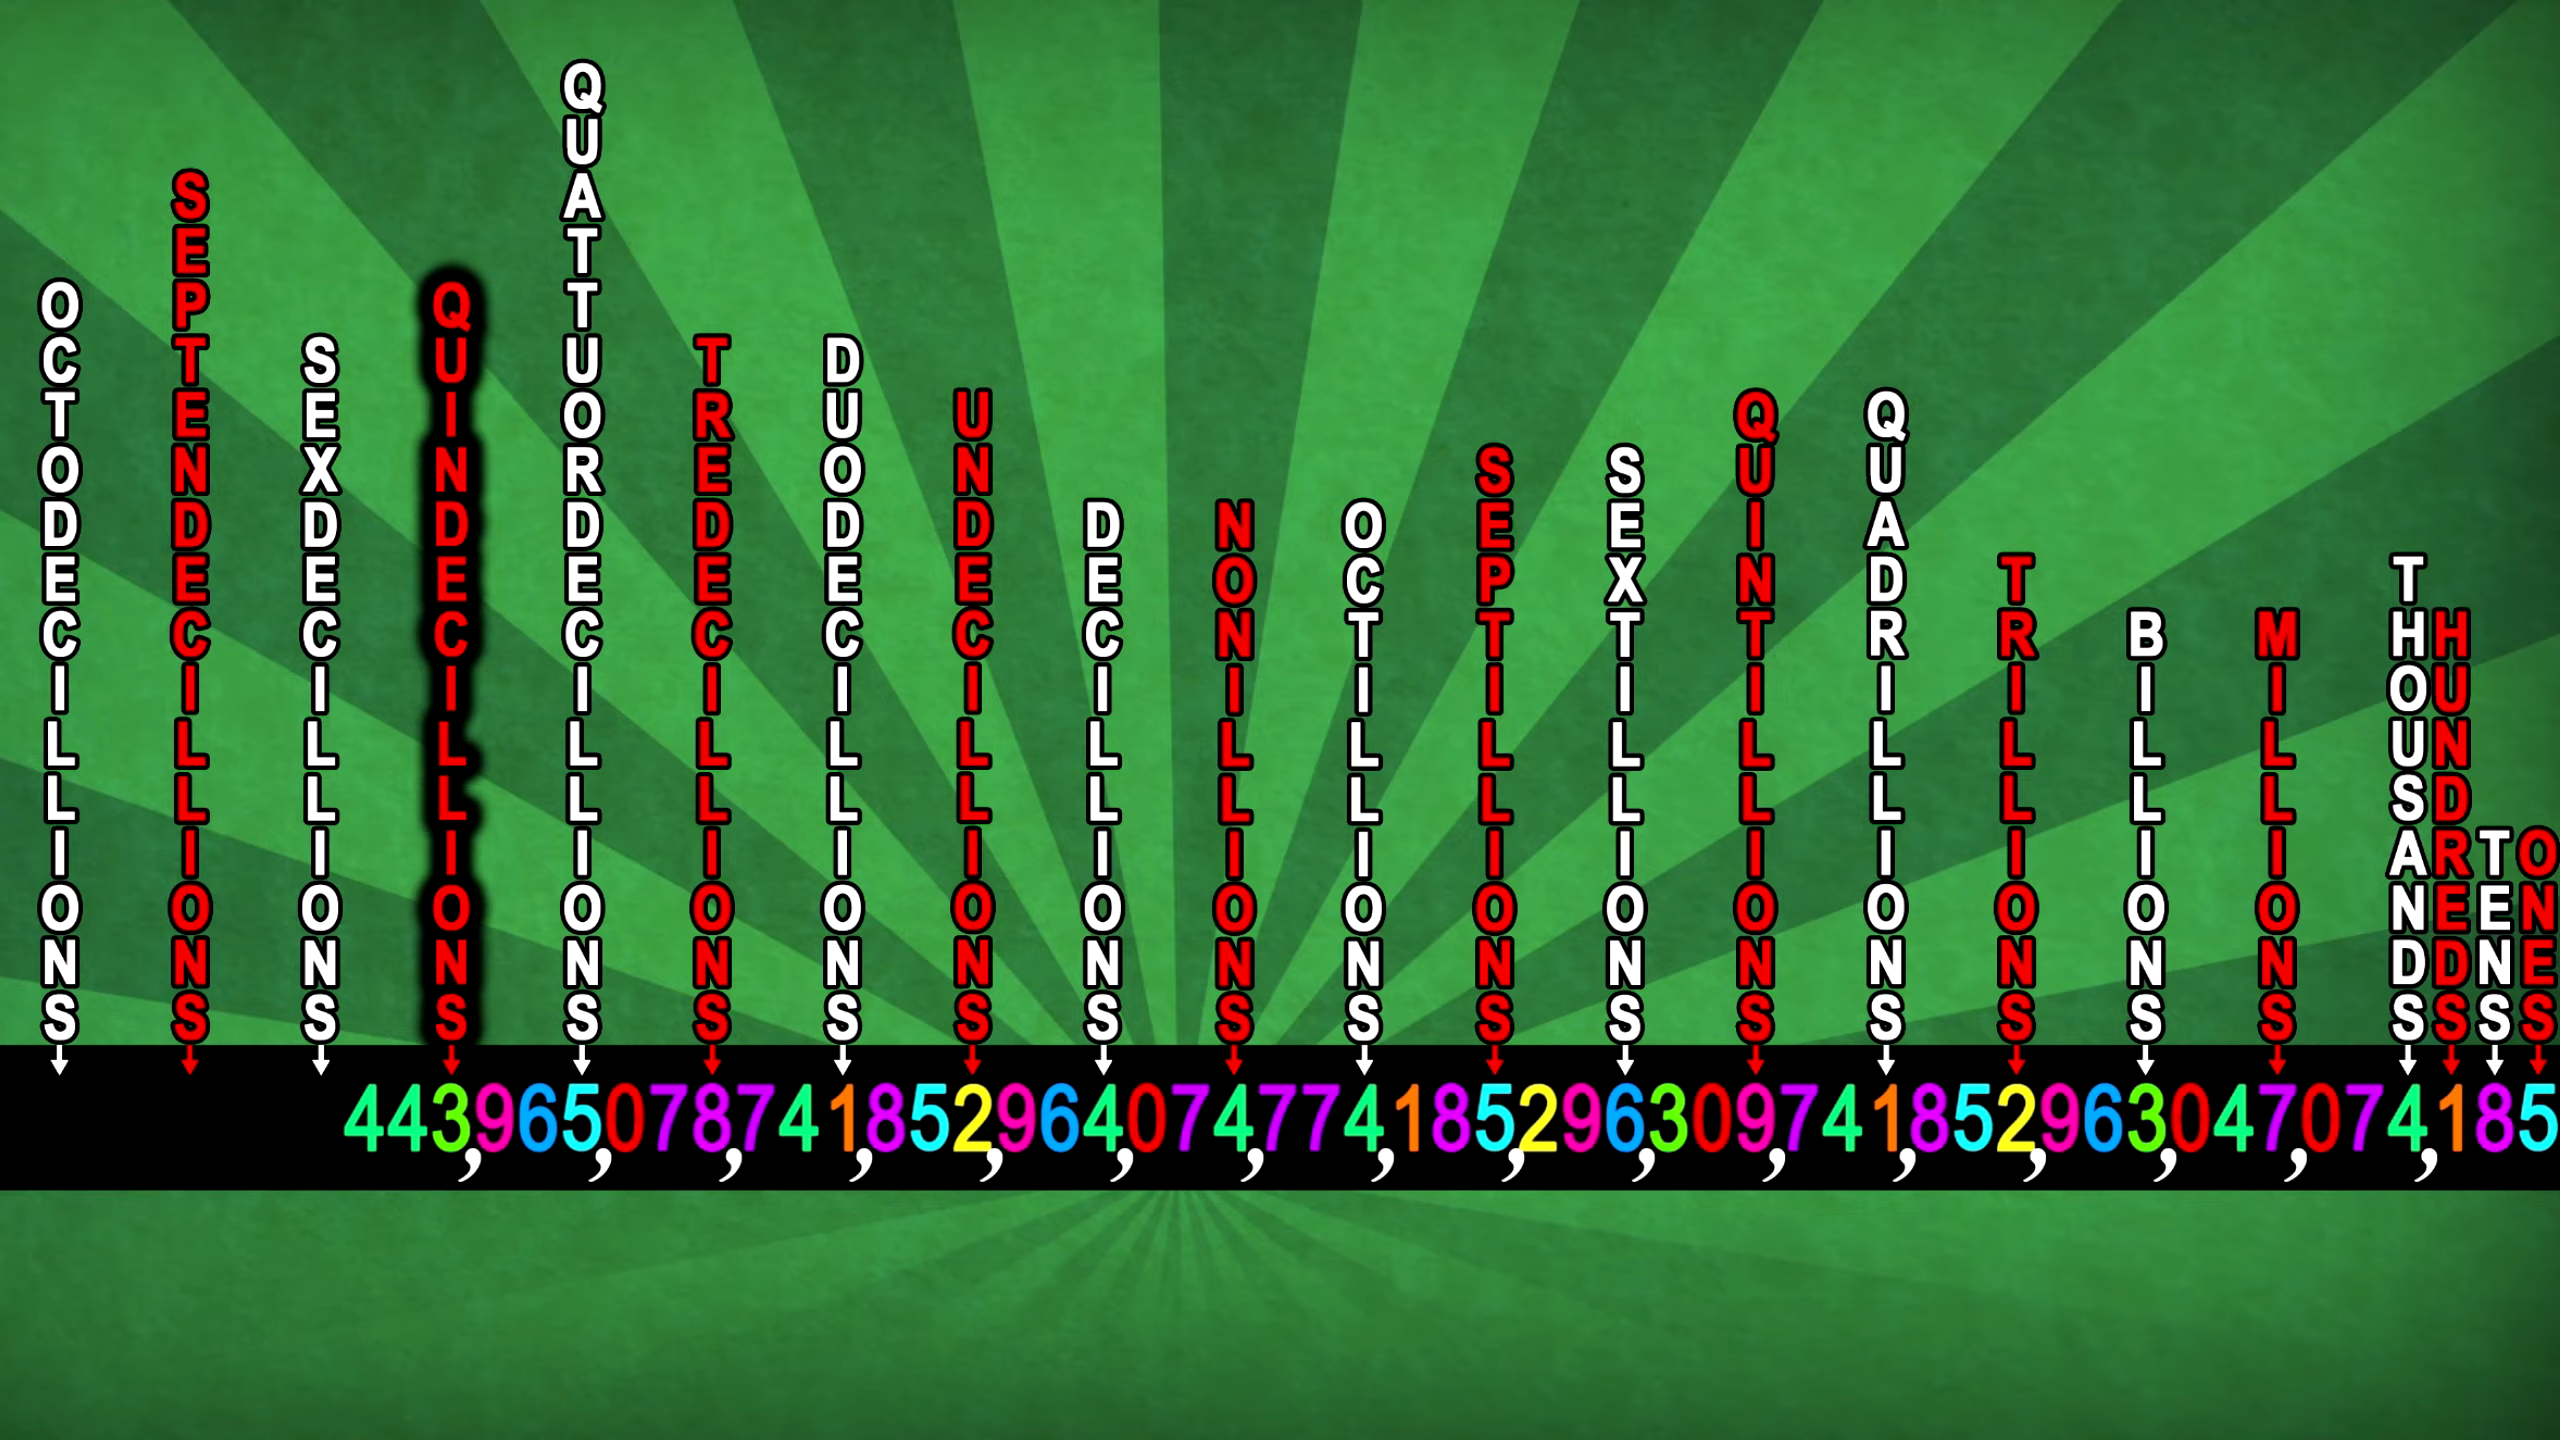 OCTODECILLIONS
SEPTENDECILLIONS
SEXDECILLIONS
QUINDECILLIONS
QUATTUORDECILLIONS
TREDECILLIONS
DUODECILLIONS
UNDECILLIONS
DECILLIONS
NONILLIONS
OCTILLIONS
SEPTILLIONS
SEXTILLIONS
QUINTILLIONS
QUADRILLIONS
TRILLIONS
BILLIONS
MILLIONS
THOUSANDS
HUNDREDS
TENS
ONES
443,965,078,741,852,964,074,774,185,296,309,741,852,963,047,074,185